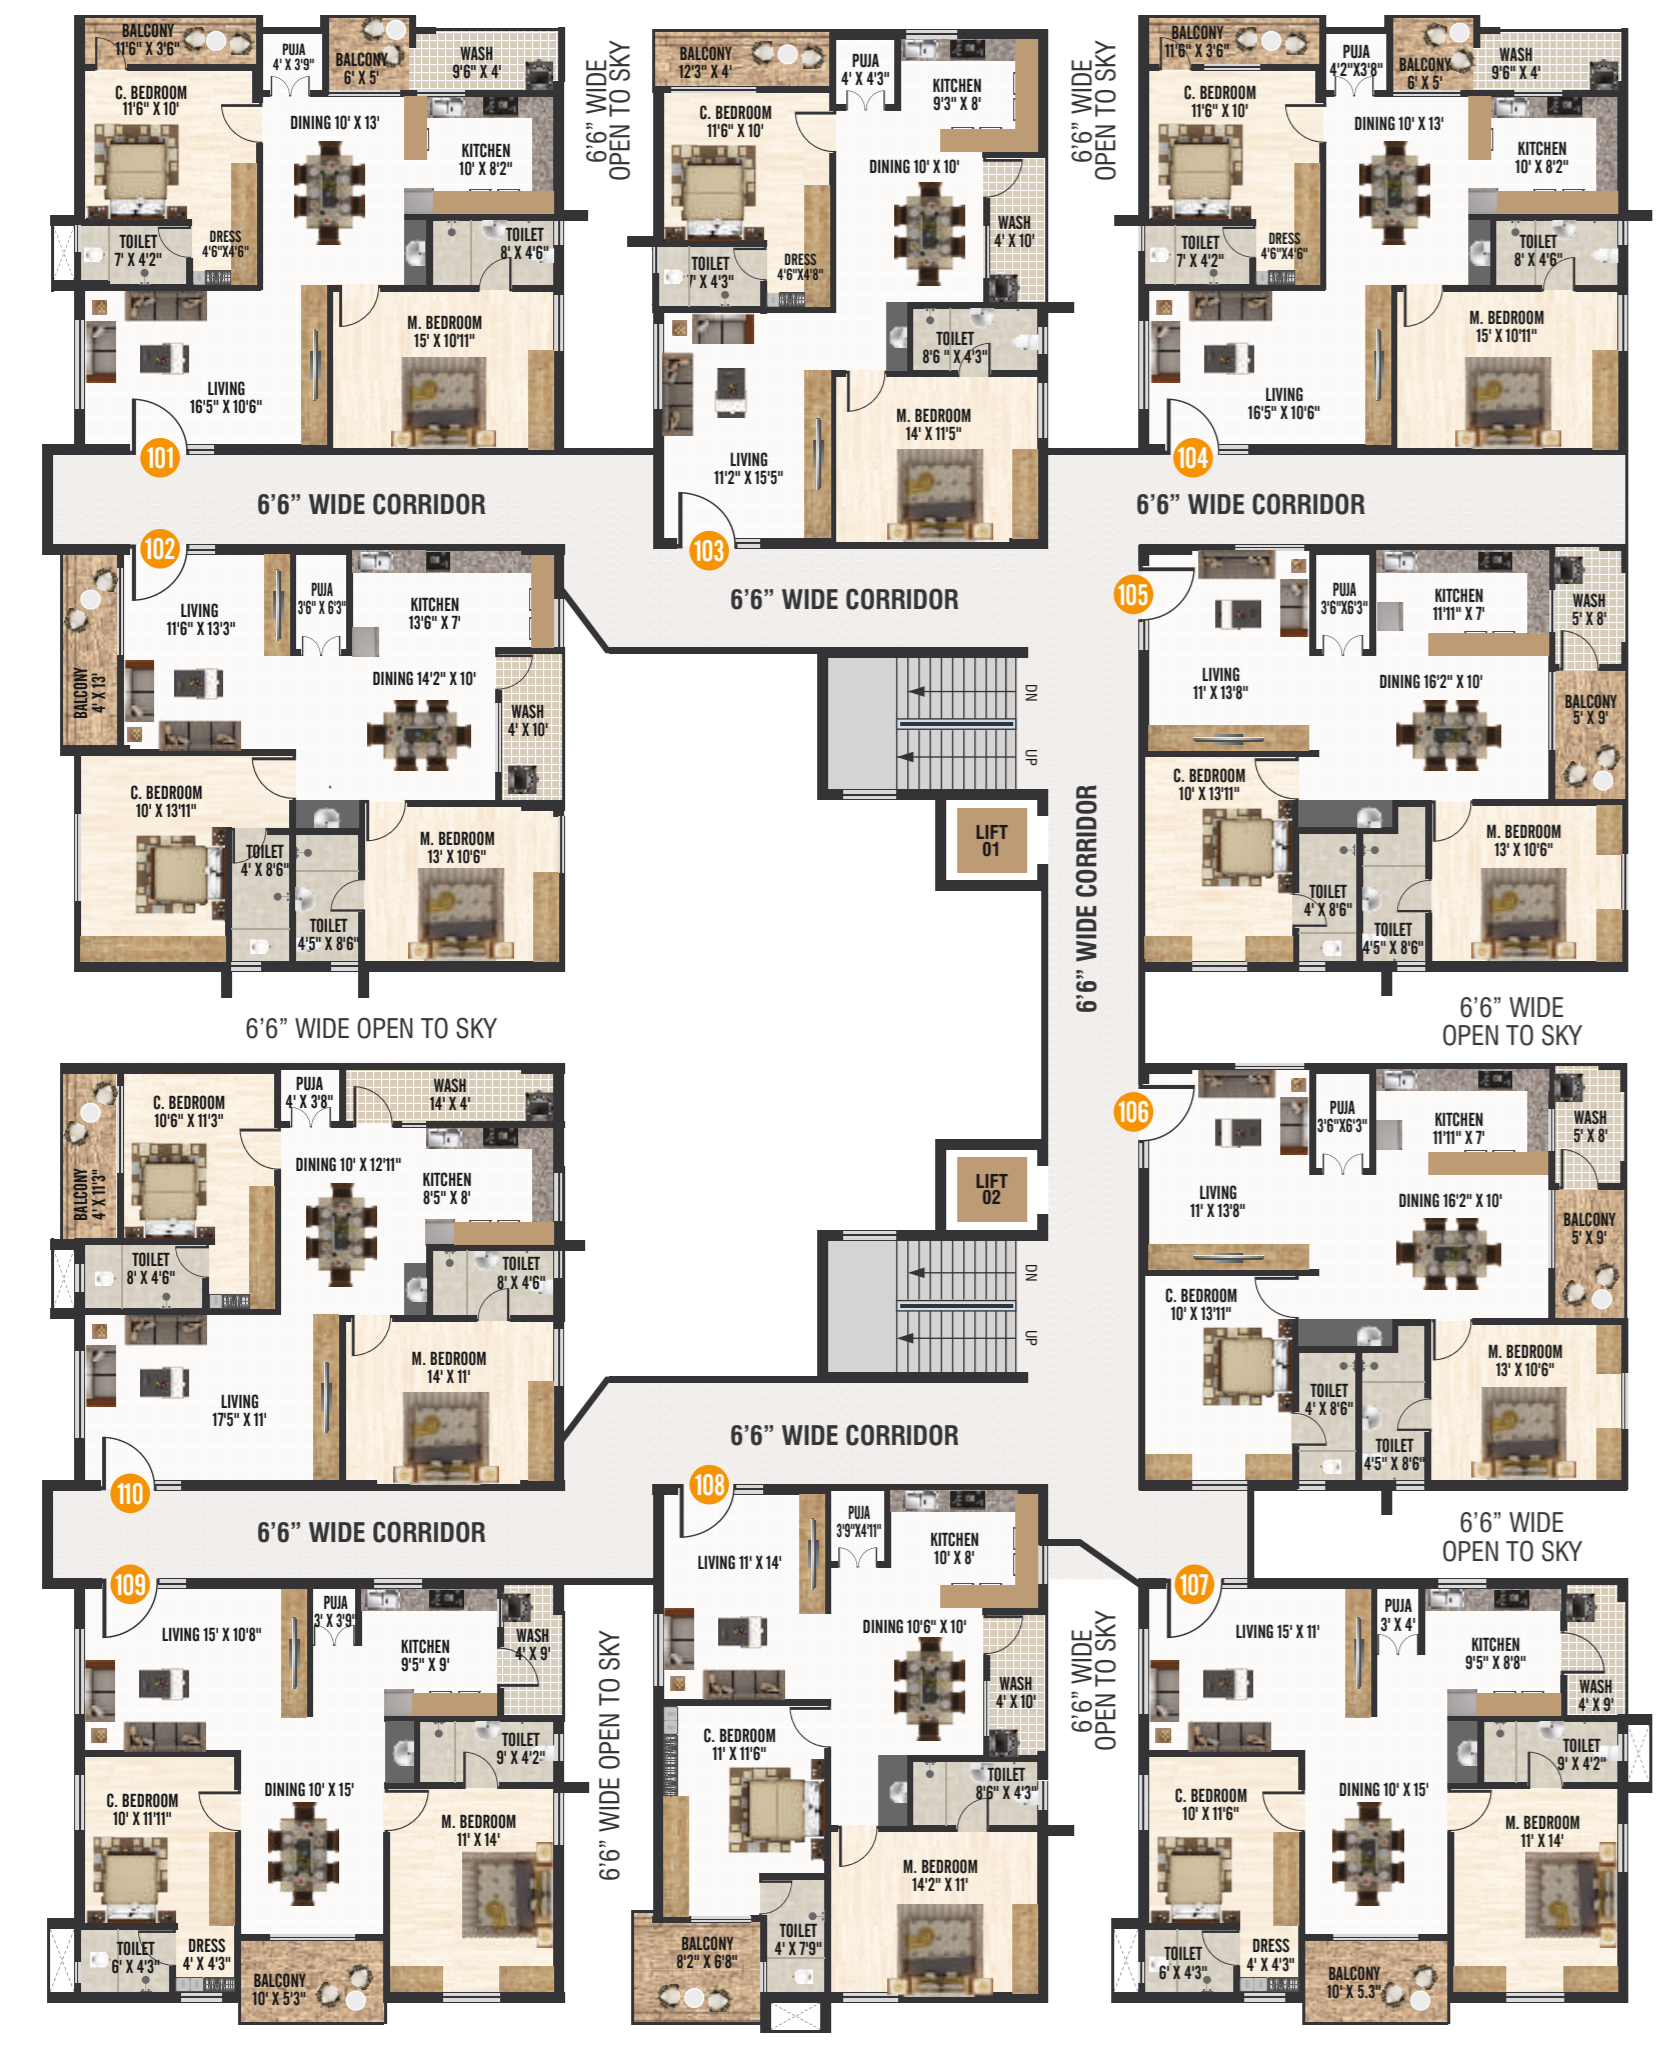 BALCONY
11'6" X 3'6"
PUJA
4' X 3'9"
BALCONY
6' X 5'
WASH
9'6" X 4'
C. BEDROOM
11'6" X 10'
DINING 10' X 13'
KITCHEN
10' X 8'2"
TOILET
7' X 4'2"
DRESS
4'6"X4'6"
TOILET
8' X 4'6"
M. BEDROOM
15' X 10'11"
LIVING
16'5" X 10'6"
101
6'6" WIDE
OPEN TO SKY
BALCONY
12'3" X 4'
PUJA
4' X 4'3"
KITCHEN
9'3" X 8'
C. BEDROOM
11'6" X 10'
DINING 10' X 10'
WASH
4' X 10'
TOILET
7' X 4'3"
DRESS
4'6"X4'8"
TOILET
8'6 " X 4'3"
M. BEDROOM
14' X 11'5"
LIVING
11'2" X 15'5"
103
6'6" WIDE
OPEN TO SKY
BALCONY
11'6" X 3'6"
PUJA
4'2"X3'8"
BALCONY
6' X 5'
WASH
9'6" X 4'
C. BEDROOM
11'6" X 10'
DINING 10' X 13'
KITCHEN
10' X 8'2"
TOILET
7' X 4'2"
DRESS
4'6"X4'6"
TOILET
8' X 4'6"
M. BEDROOM
15' X 10'11"
LIVING
16'5" X 10'6"
104
6'6" WIDE CORRIDOR
6'6" WIDE CORRIDOR
6'6" WIDE CORRIDOR
102
LIVING
11'6" X 13'3"
PUJA
3'6" X 6'3"
KITCHEN
13'6" X 7'
BALCONY
4' X 13'
DINING 14'2" X 10'
WASH
4' X 10'
C. BEDROOM
10' X 13'11"
TOILET
4' X 8'6"
TOILET
4'5" X 8'6"
M. BEDROOM
13' X 10'6"
DN
UP
LIFT
01
6'6" WIDE CORRIDOR
105
PUJA
3'6"X6'3"
KITCHEN
11'11" X 7'
WASH
5' X 8'
LIVING
11' X 13'8"
DINING 16'2" X 10'
BALCONY
5' X 9'
C. BEDROOM
10' X 13'11"
TOILET
4' X 8'6"
TOILET
4'5" X 8'6"
M. BEDROOM
13' X 10'6"
6'6" WIDE OPEN TO SKY
6'6" WIDE
OPEN TO SKY
C. BEDROOM
10'6" X 11'3"
PUJA
4' X 3'8"
WASH
14' X 4'
BALCONY
4' X 11'3"
DINING 10' X 12'11"
KITCHEN
8'5" X 8'
TOILET
8' X 4'6"
TOILET
8' X 4'6"
M. BEDROOM
14' X 11'
LIVING
17'5" X 11'
110
LIFT
02
DN
UP
106
PUJA
3'6"X6'3"
KITCHEN
11'11" X 7'
WASH
5' X 8'
LIVING
11' X 13'8"
DINING 16'2" X 10'
BALCONY
5' X 9'
C. BEDROOM
10' X 13'11"
TOILET
4' X 8'6"
TOILET
4'5" X 8'6"
M. BEDROOM
13' X 10'6"
6'6" WIDE CORRIDOR
6'6" WIDE CORRIDOR
6'6" WIDE
OPEN TO SKY
109
LIVING 15' X 10'8"
PUJA
3' X 3'9"
KITCHEN
9'5" X 9'
WASH
4' X 9'
TOILET
9' X 4'2"
C. BEDROOM
10' X 11'11"
DINING 10' X 15'
M. BEDROOM
11' X 14'
TOILET
6' X 4'3"
DRESS
4' X 4'3"
BALCONY
10' X 5'3"
6'6" WIDE OPEN TO SKY
108
LIVING 11' X 14'
PUJA
3'9"X4'11"
KITCHEN
10' X 8'
DINING 10'6" X 10'
WASH
4' X 10'
C. BEDROOM
11' X 11'6"
TOILET
8'6" X 4'3"
M. BEDROOM
14'2" X 11'
BALCONY
8'2" X 6'8"
TOILET
4' X 7'9"
6'6" WIDE
OPEN TO SKY
107
LIVING 15' X 11'
PUJA
3' X 4'
KITCHEN
9'5" X 8'8"
WASH
4' X 9'
TOILET
9' X 4'2"
C. BEDROOM
10' X 11'6"
DINING 10' X 15'
M. BEDROOM
11' X 14'
TOILET
6' X 4'3"
DRESS
4' X 4'3"
BALCONY
10' X 5.3"